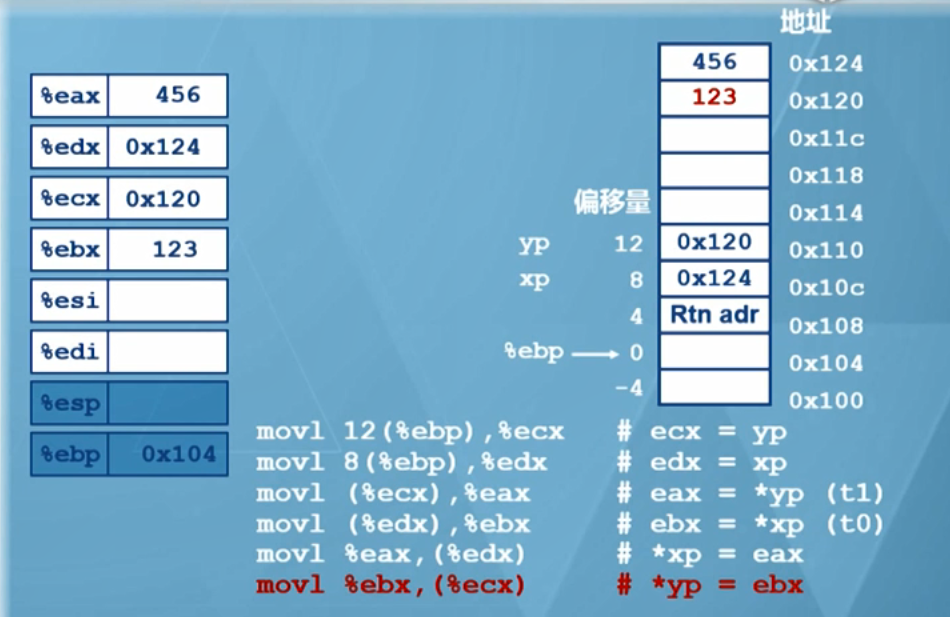 地址
456 0x124
123 0x120
0x11c
0x118
0x114
偏移量
yp 12 0x120 0x110
xp 8 0x124 0x10c
4 Rtn adr 0x108
%ebp 0 0x104
-4 0x100
%eax 456
%edx 0x124
%ecx 0x120
%ebx 123
%esi
%edi
%esp
%ebp 0x104
movl 12(%ebp),%ecx # ecx = yp
movl 8(%ebp),%edx # edx = xp
movl (%ecx),%eax # eax = *yp (t1)
movl (%edx),%ebx # ebx = *xp (t0)
movl %eax,(%edx) # *xp = eax
movl %ebx,(%ecx) # *yp = ebx